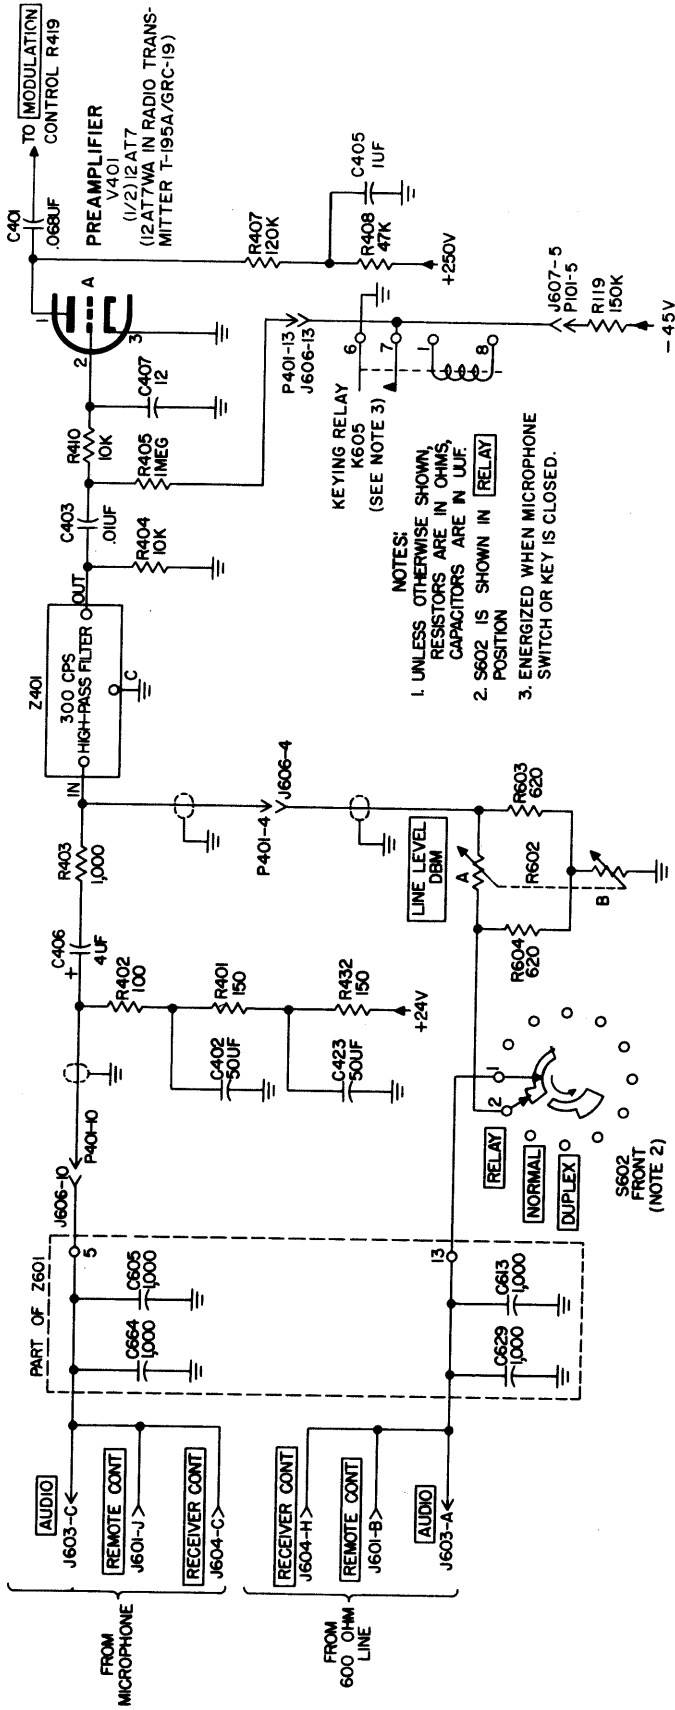 FROM
MICROPHONE
AUDIO
J603-C
REMOTE CONT
J601-J
RECEIVER CONT
J604-C
FROM
600 OHM
LINE
RECEIVER CONT
J604-H
REMOTE CONT
J601-B
AUDIO
J603-A
PART OF Z601
5
C664
1,000
C605
1,000
C629
1,000
C613
1,000
13
J606-10
P401-10
C406
+
4UF
R403
1,000
R402
100
C402
50UF
R401
150
C423
50UF
R432
150
+24V
IN
Z401
300 CPS
HIGH-PASS FILTER
C
OUT
P401-4
J606-4
LINE LEVEL
DBM
A
R602
R603
620
R604
620
B
RELAY
NORMAL
DUPLEX
2
1
S602
FRONT
(NOTE 2)
C403
.01UF
R404
10K
R410
10K
R405
1MEG
C407
12
1
2
3
A
C401
.068UF
TO MODULATION
CONTROL R419
PREAMPLIFIER
V401
(1/2) 12AT7
(12AT7WA IN RADIO TRANS-
MITTER T-195A/GRC-19)
R407
120K
C405
1UF
R408
47K
+250V
P401-13
J606-13
KEYING RELAY
K605
(SEE NOTE 3)
6
7
A
1
8
J607-5
P101-5
R119
150K
-45V
NOTES:
1. UNLESS OTHERWISE SHOWN,
RESISTORS ARE IN OHMS,
CAPACITORS ARE IN UUF.
2. S602 IS SHOWN IN RELAY
POSITION
3. ENERGIZED WHEN MICROPHONE
SWITCH OR KEY IS CLOSED.